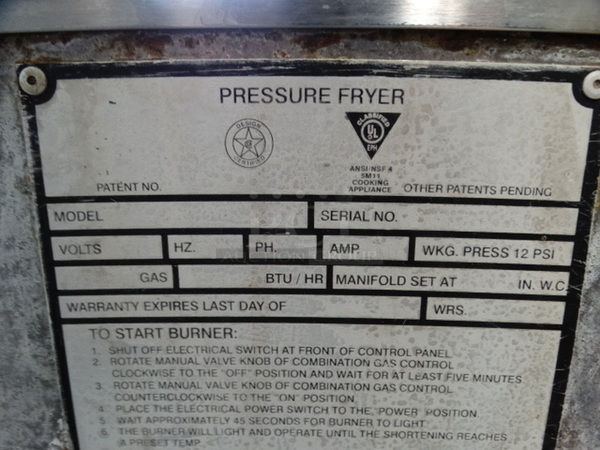 PRESSURE FRYER
DESIGN
CERTIFIED
CLASSIFIED
UL
EPH
ANSI/NSF 4
SM11
COOKING
APPLIANCE
PATENT NO.
OTHER PATENTS PENDING
MODEL
SERIAL NO.
VOLTS
HZ.
PH.
AMP.
WKG. PRESS 12 PSI
GAS
BTU / HR
MANIFOLD SET AT
IN. W.C.
WARRANTY EXPIRES LAST DAY OF
WRS.
TO START BURNER:
1. SHUT OFF ELECTRICAL SWITCH AT FRONT OF CONTROL PANEL
2. ROTATE MANUAL VALVE KNOB OF COMBINATION GAS CONTROL
CLOCKWISE TO THE "OFF" POSITION AND WAIT FOR AT LEAST FIVE MINUTES
3. ROTATE MANUAL VALVE KNOB OF COMBINATION GAS CONTROL
COUNTERCLOCKWISE TO THE "ON" POSITION.
4. PLACE THE ELECTRICAL POWER SWITCH TO THE "POWER" POSITION
5. WAIT APPROXIMATELY 45 SECONDS FOR BURNER TO LIGHT
6. THE BURNER WILL LIGHT AND OPERATE UNTIL THE SHORTENING REACHES
A PRESET TEMP.